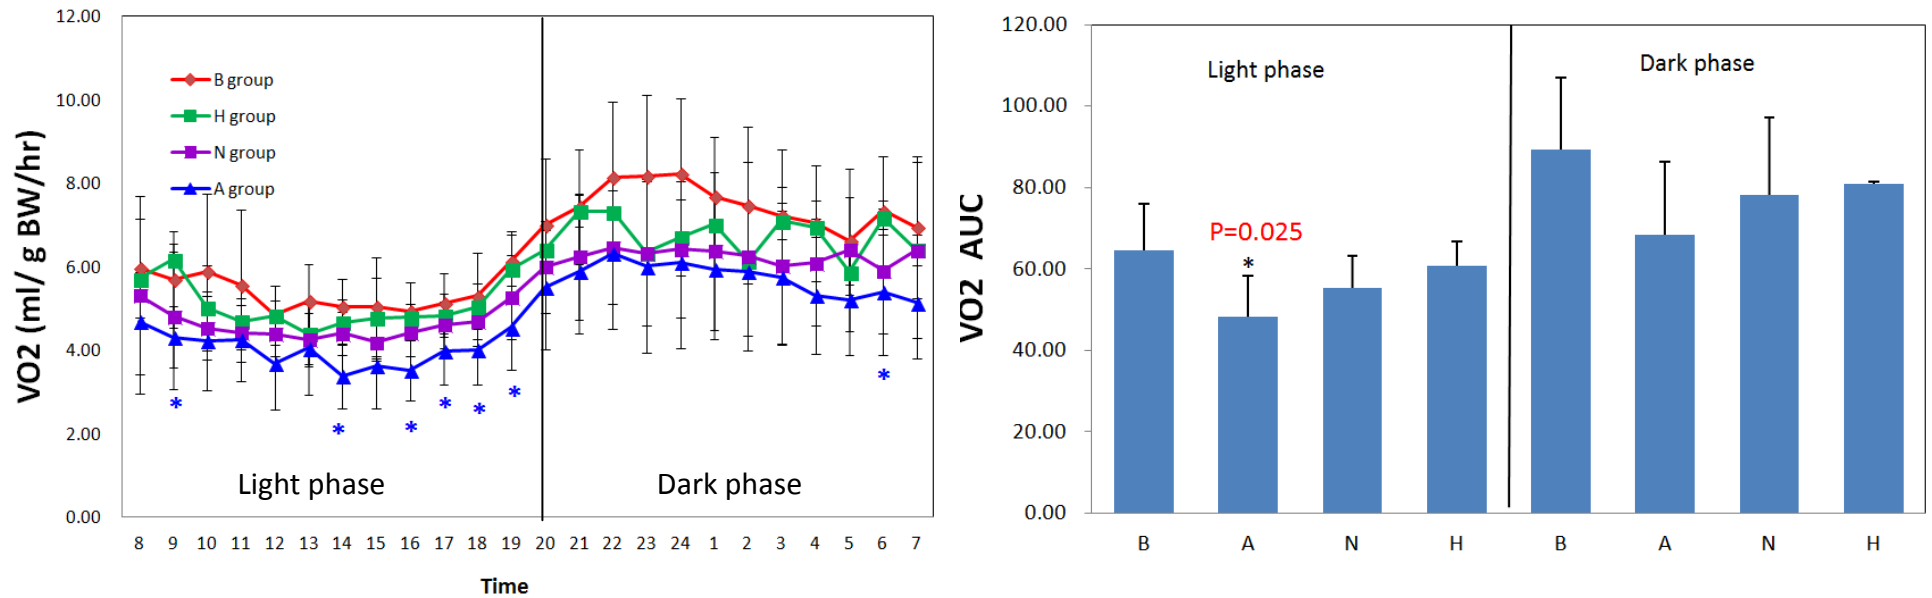 12.00
10.00
8.00
6.00
4.00
2.00
0.00
VO2 (ml/ g BW/hr)
B group
H group
N group
A group
* * * * * * *
Light phase
Dark phase
8 9 10 11 12 13 14 15 16 17 18 19 20 21 22 23 24 1 2 3 4 5 6 7
Time
120.00
100.00
80.00
60.00
40.00
20.00
0.00
VO2 AUC
Light phase
Dark phase
P=0.025
*
B A N H B A N H